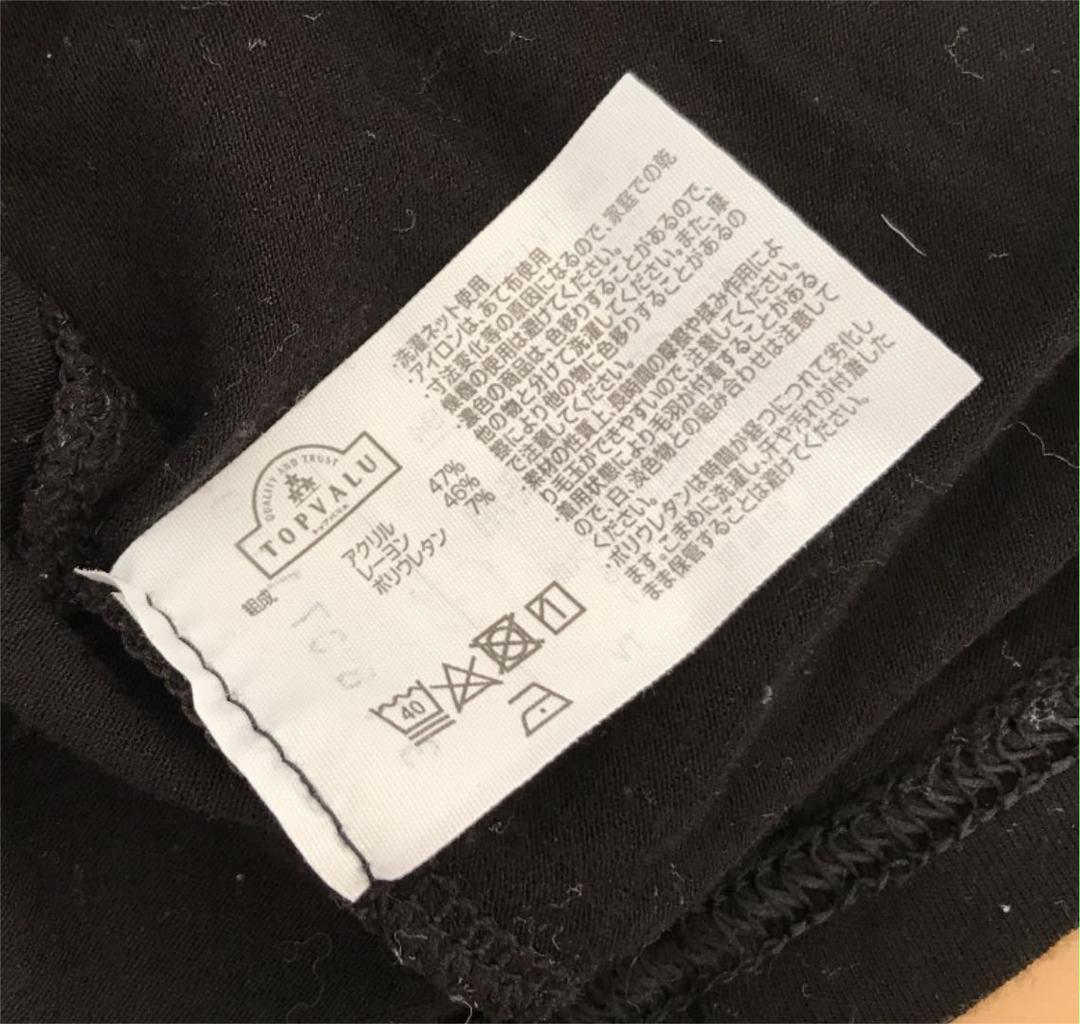 QUALITY AND TRUST
TOPVALU
トップバリュ
組成
アクリル 47%
レーヨン 46%
ポリウレタン 7%
40
・洗濯ネット使用
・アイロンは、あて布使用
・寸法変化等の原因になるので、家庭での乾
燥機の使用は避けてください。
・濃色の商品は、色移りすることがあるので、
他の物と分けて洗濯してください。また、摩
擦により他の物に色移りすることがあるの
で注意してください。
・素材の性質上、長時間の摩擦や揉み作用によ
り毛玉ができやすいので、注意してください。
・着用状態により毛羽が付着することがある
ので、白、淡色物との組み合わせは注意して
ください。
・ポリウレタンは時間が経つにつれて劣化し
ます。こまめに洗濯し、汗や汚れが付着した
まま保管することは避けてください。